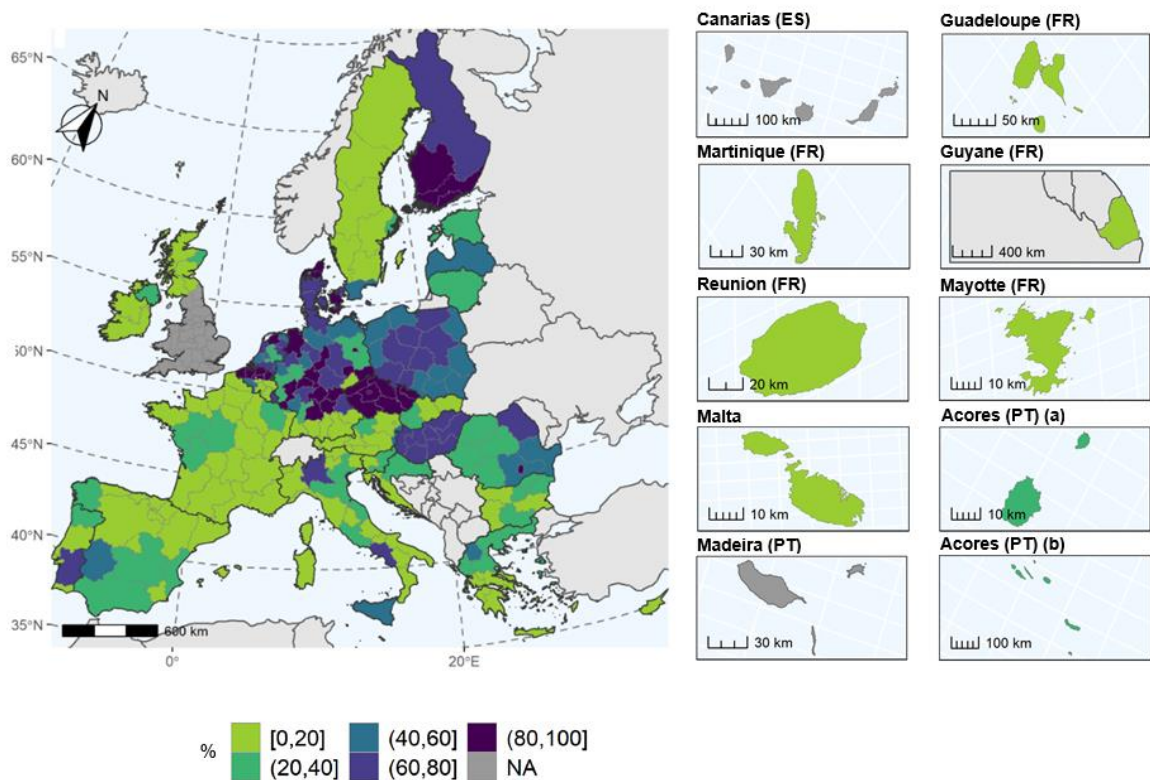 65°N
60°N
55°N
50°N
45°N
40°N
35°N
N
600 km
0°
20°E
Canarias (ES)
100 km
Guadeloupe (FR)
50 km
Martinique (FR)
30 km
Guyane (FR)
400 km
Reunion (FR)
20 km
Mayotte (FR)
10 km
Malta
10 km
Acores (PT) (a)
10 km
Madeira (PT)
30 km
Acores (PT) (b)
100 km
% [0,20] (40,60] (80,100]
(20,40] (60,80] NA